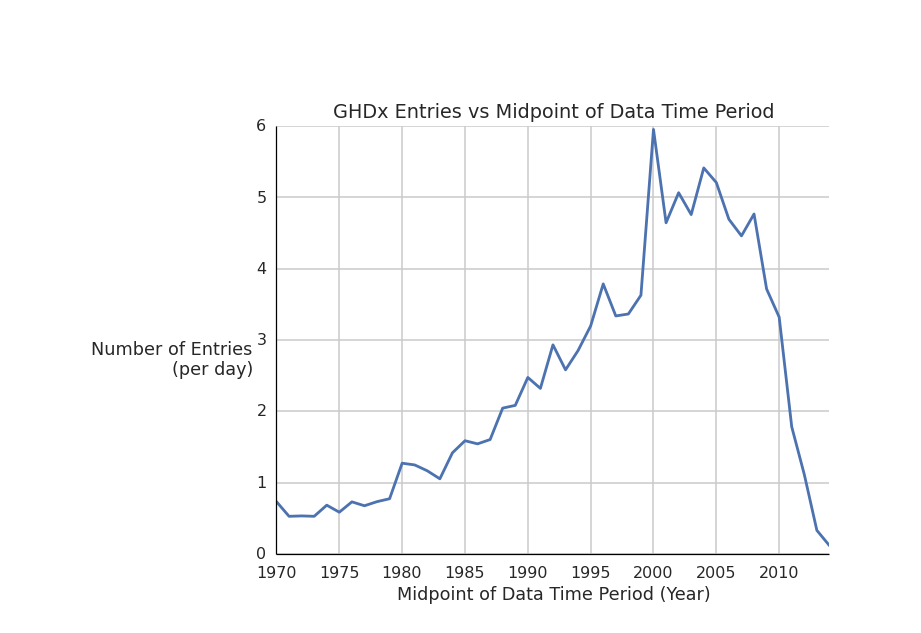 GHDx Entries vs Midpoint of Data Time Period
6
5
4
3
2
1
0
Number of Entries
(per day)
1970 1975 1980 1985 1990 1995 2000 2005 2010
Midpoint of Data Time Period (Year)